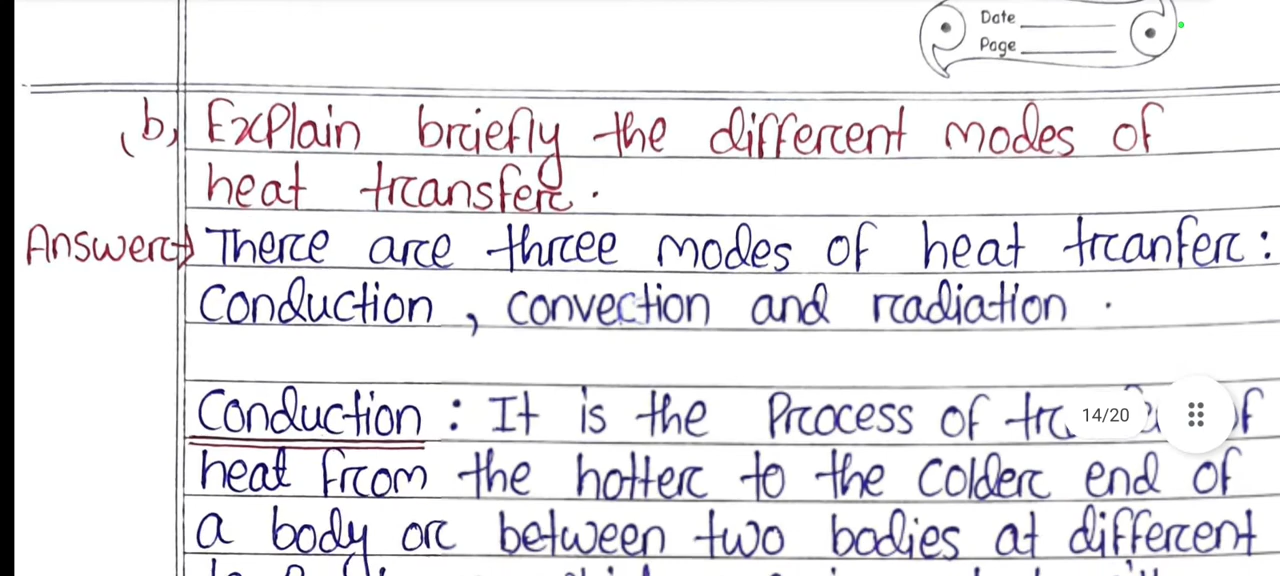 Date
Page
b, Explain briefly the different modes of
heat transfer.
Answer→ There are three modes of heat tranfer:
Conduction, convection and radiation.
Conduction : It is the Process of of
14/20
heat from the hotter to the colder end of
a body or between two bodies at different